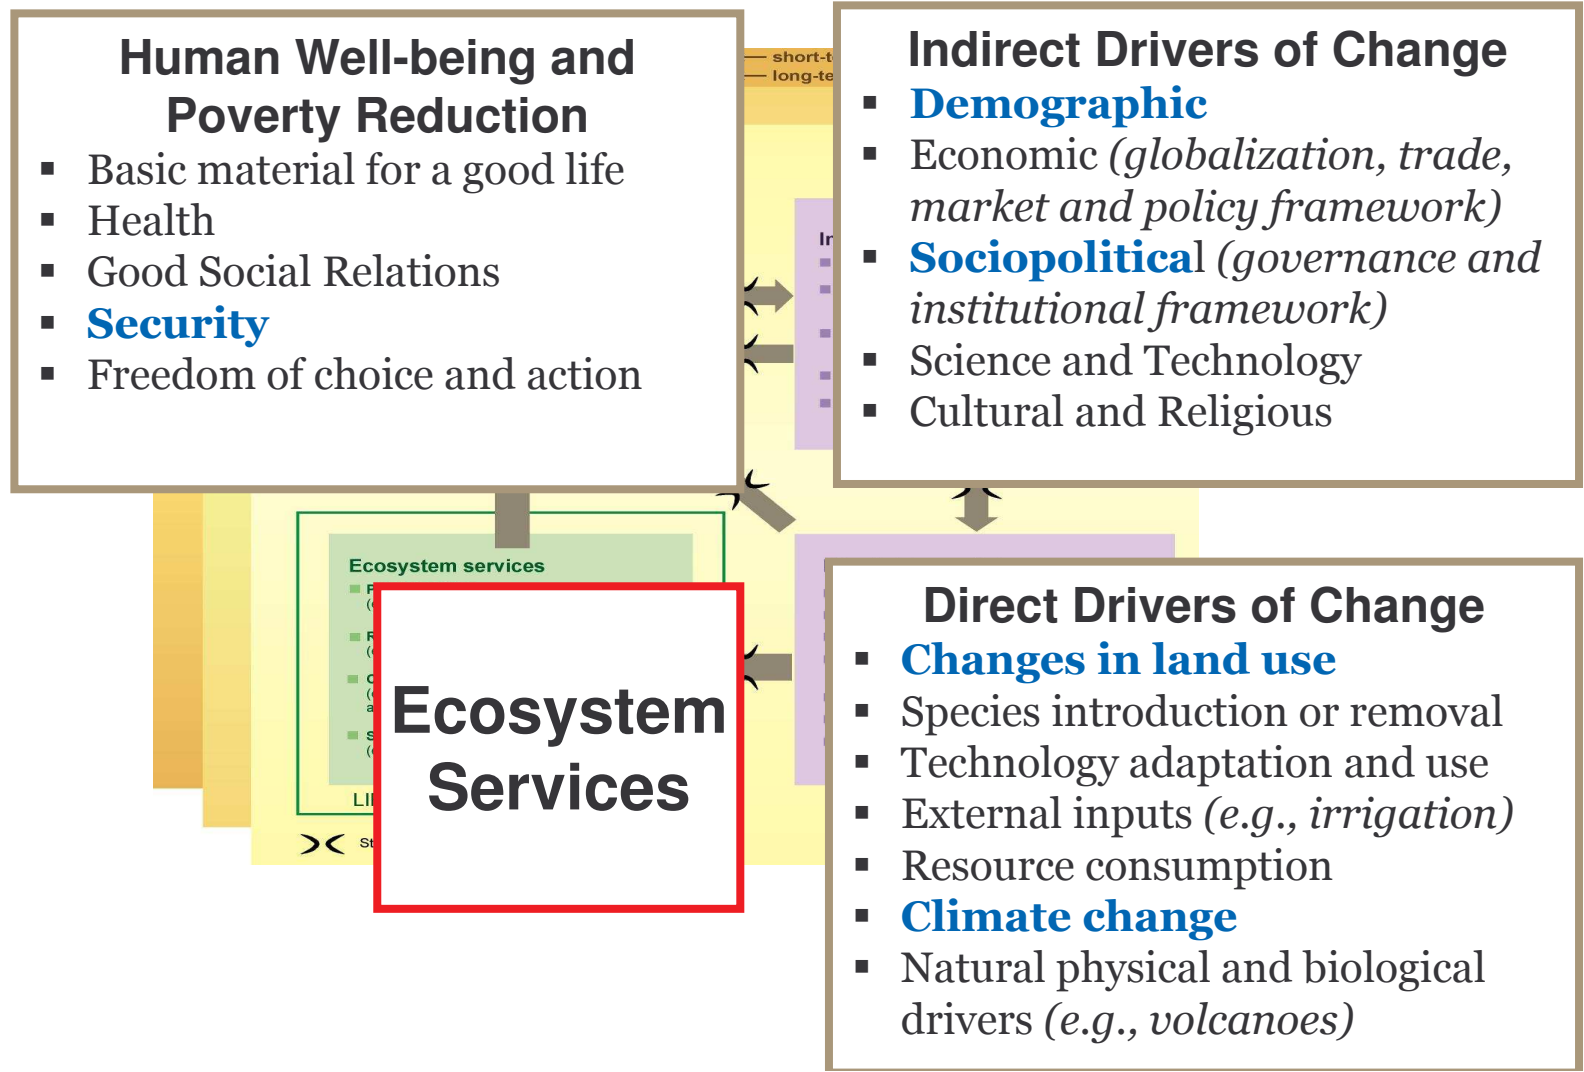 Human Well-being and
Poverty Reduction
▪ Basic material for a good life
▪ Health
▪ Good Social Relations
▪ Security
▪ Freedom of choice and action
Indirect Drivers of Change
▪ Demographic
▪ Economic (globalization, trade,
market and policy framework)
▪ Sociopolitical (governance and
institutional framework)
▪ Science and Technology
▪ Cultural and Religious
Ecosystem services
Ecosystem
Services
Direct Drivers of Change
▪ Changes in land use
▪ Species introduction or removal
▪ Technology adaptation and use
▪ External inputs (e.g., irrigation)
▪ Resource consumption
▪ Climate change
▪ Natural physical and biological
drivers (e.g., volcanoes)